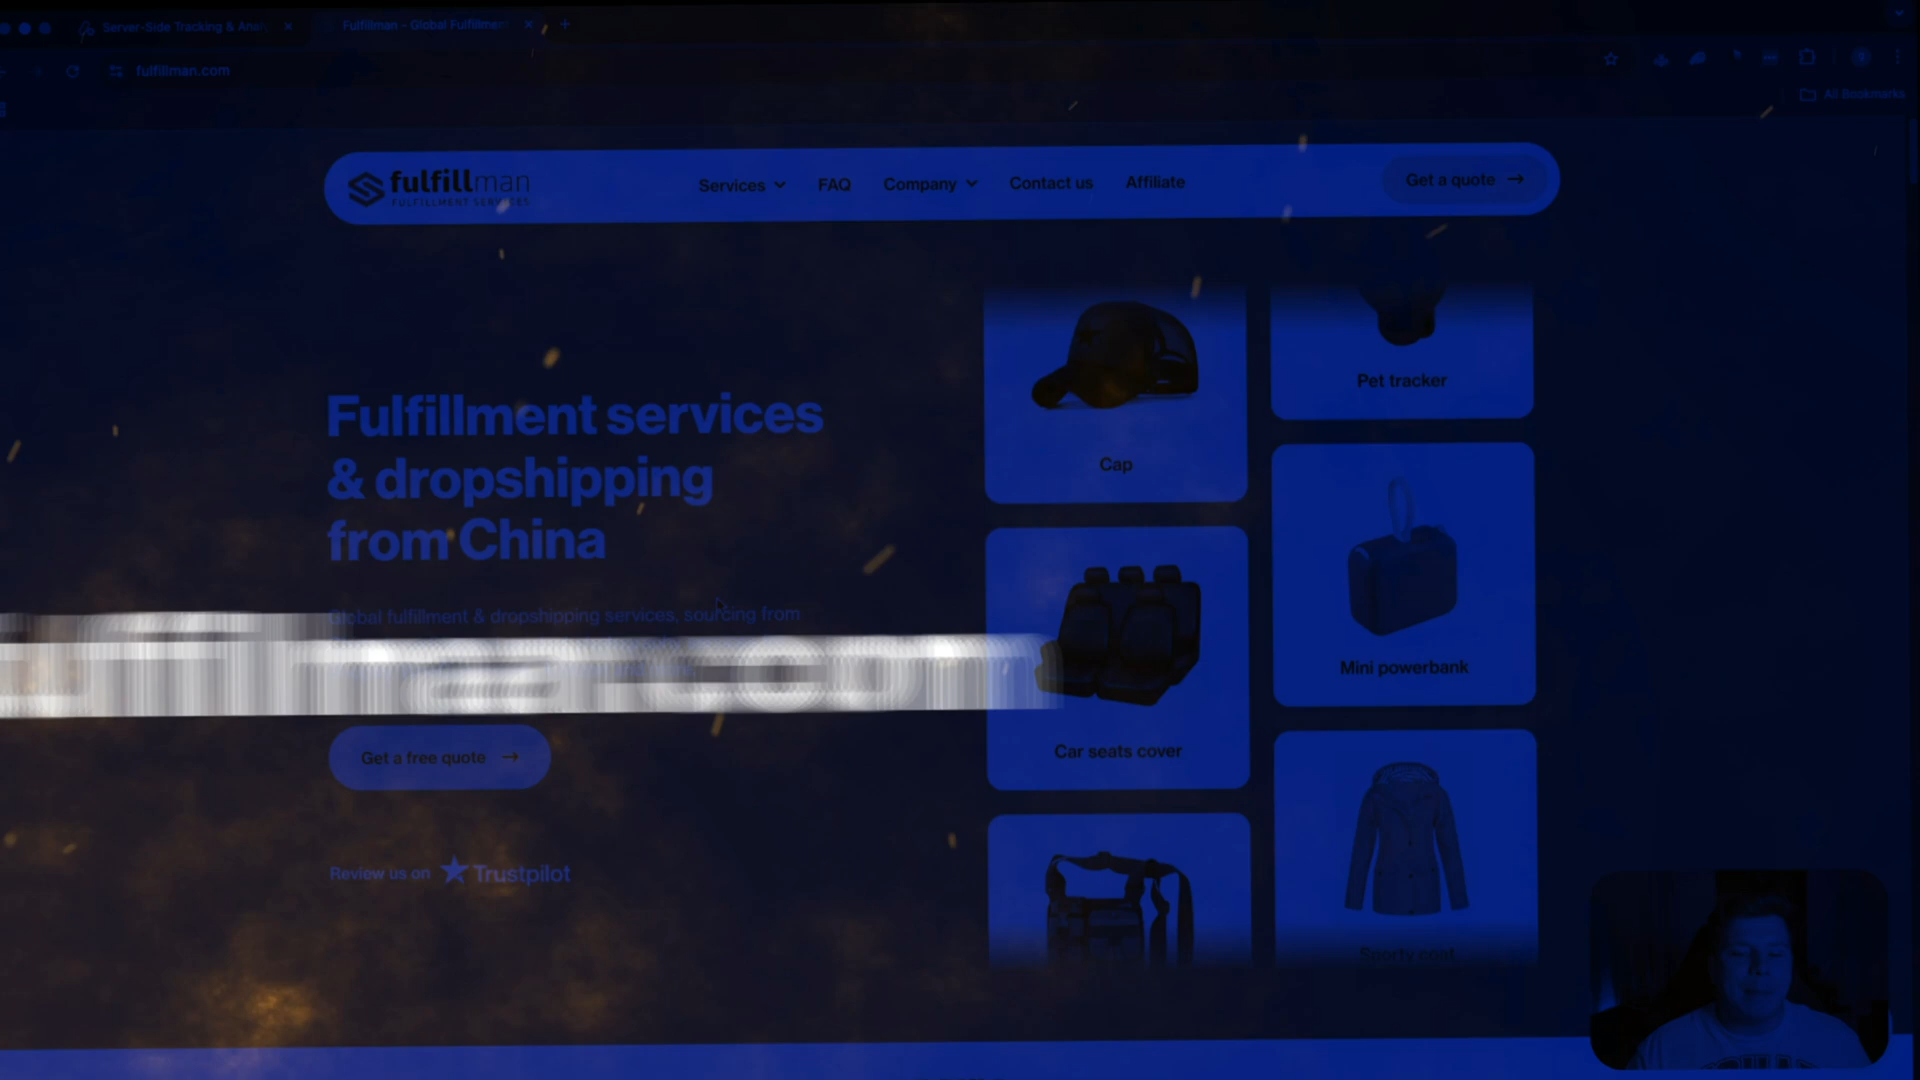 Server-Side Tracking & Anal
Fulfillman - Global Fulfillmen
fulfillman.com
All Bookmarks
fulfillman
FULFILLMENT SERVICES
Services
FAQ
Company
Contact us
Affiliate
Get a quote
Fulfillment services
& dropshipping
from China
Global fulfillment & dropshipping services, sourcing from
Get a free quote
Review us on Trustpilot
Cap
Pet tracker
Car seats cover
Mini powerbank
Sporty coat